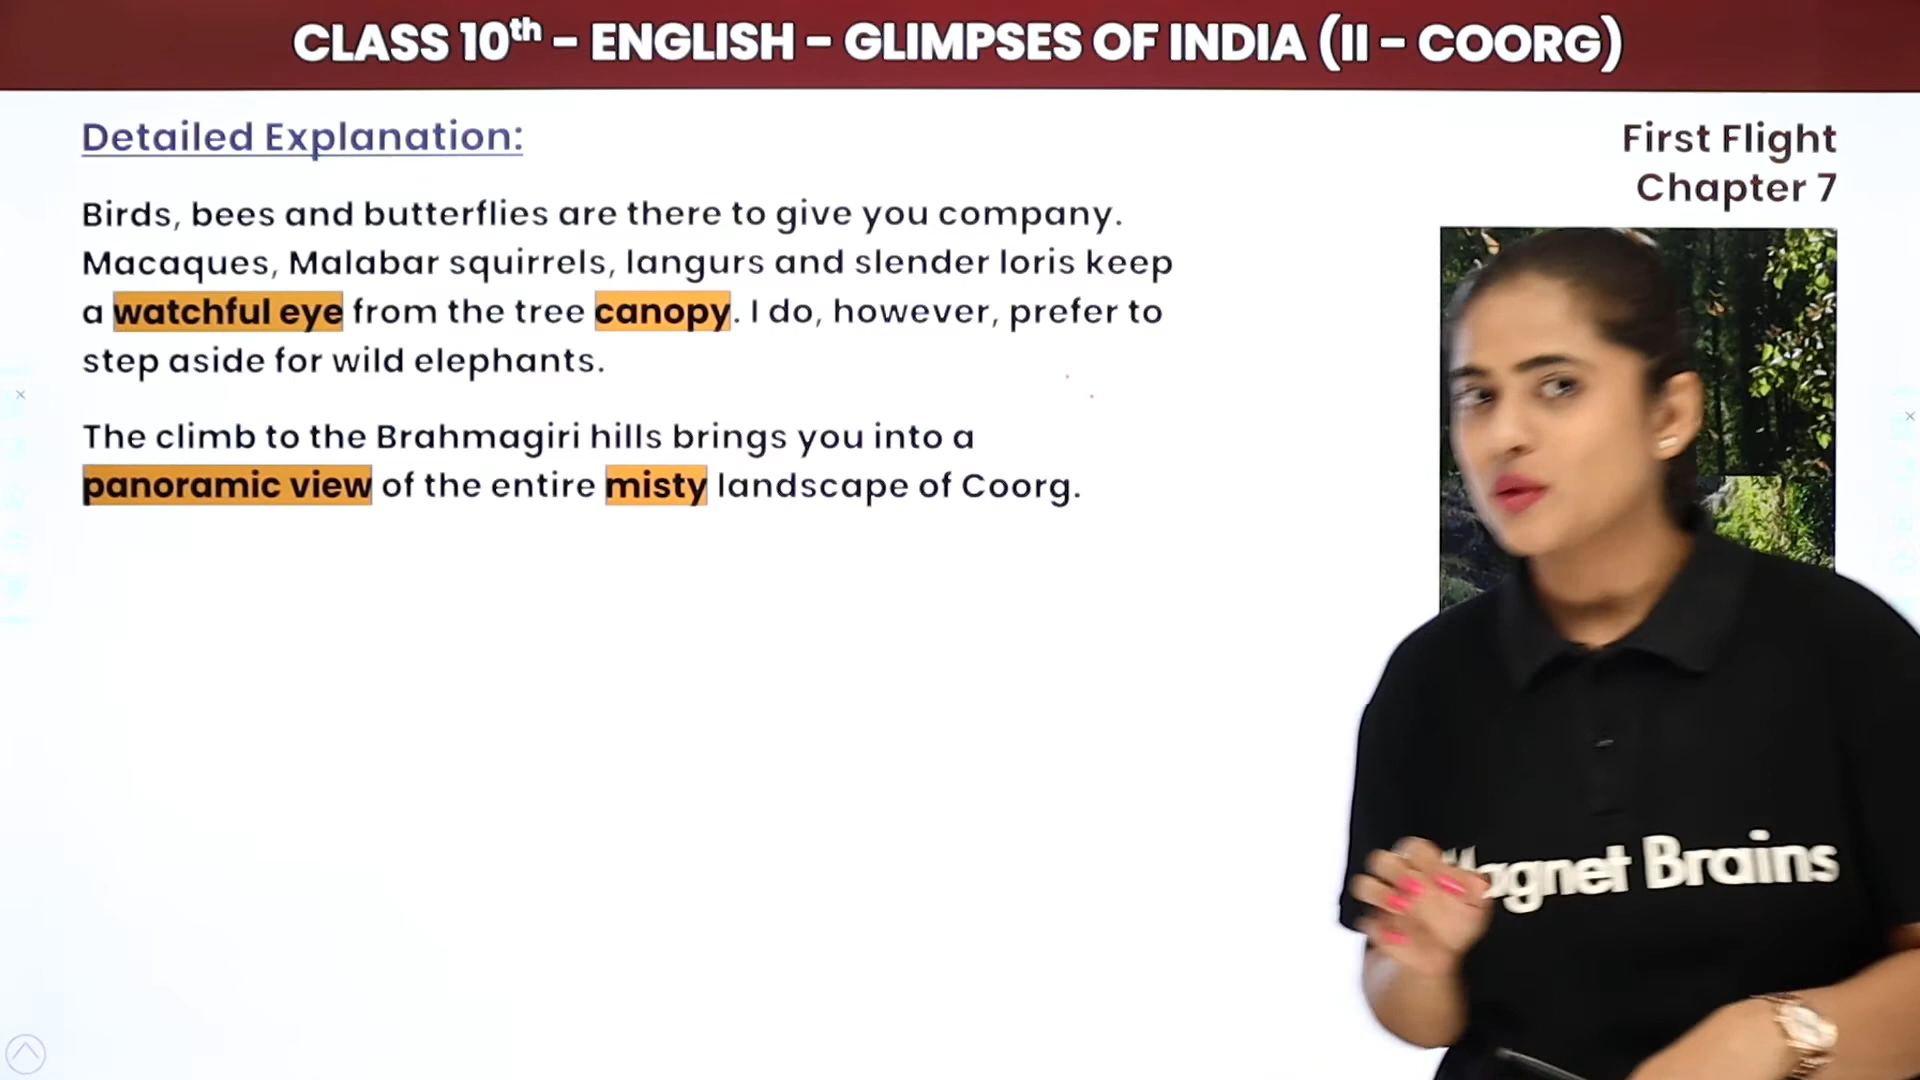 CLASS 10th – ENGLISH – GLIMPSES OF INDIA (II – COORG)
Detailed Explanation:
First Flight
Chapter 7
Birds, bees and butterflies are there to give you company.
Macaques, Malabar squirrels, langurs and slender loris keep
a watchful eye from the tree canopy. I do, however, prefer to
step aside for wild elephants.
The climb to the Brahmagiri hills brings you into a
panoramic view of the entire misty landscape of Coorg.
agnet Brains